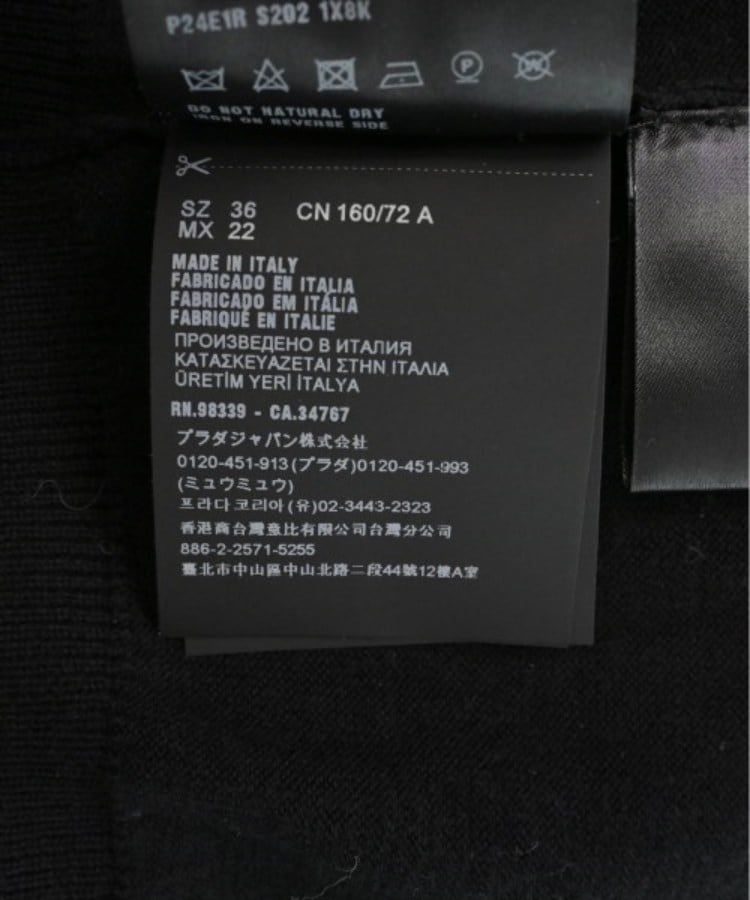 P24E1R S202 1X8K
P
W
DO NOT NATURAL DRY
IRON ON REVERSE SIDE
SZ 36 CN 160/72 A
MX 22
MADE IN ITALY
FABRICADO EN ITALIA
FABRICADO EM ITÁLIA
FABRIQUÉ EN ITALIE
ПРОИЗВЕДЕНО В ИТАЛИЯ
ΚΑΤΑΣΚΕΥΑΖΕΤΑΙ ΣΤΗΝ ΙΤΑΛΙΑ
ÜRETİM YERİ İTALYA
RN.98339 - CA.34767
プラダジャパン株式会社
0120-451-913(プラダ)0120-451-993
(ミュウミュウ)
프라다코리아(유)02-3443-2323
香港商台灣薏比有限公司台灣分公司
886-2-2571-5255
臺北市中山區中山北路二段44號12樓A室